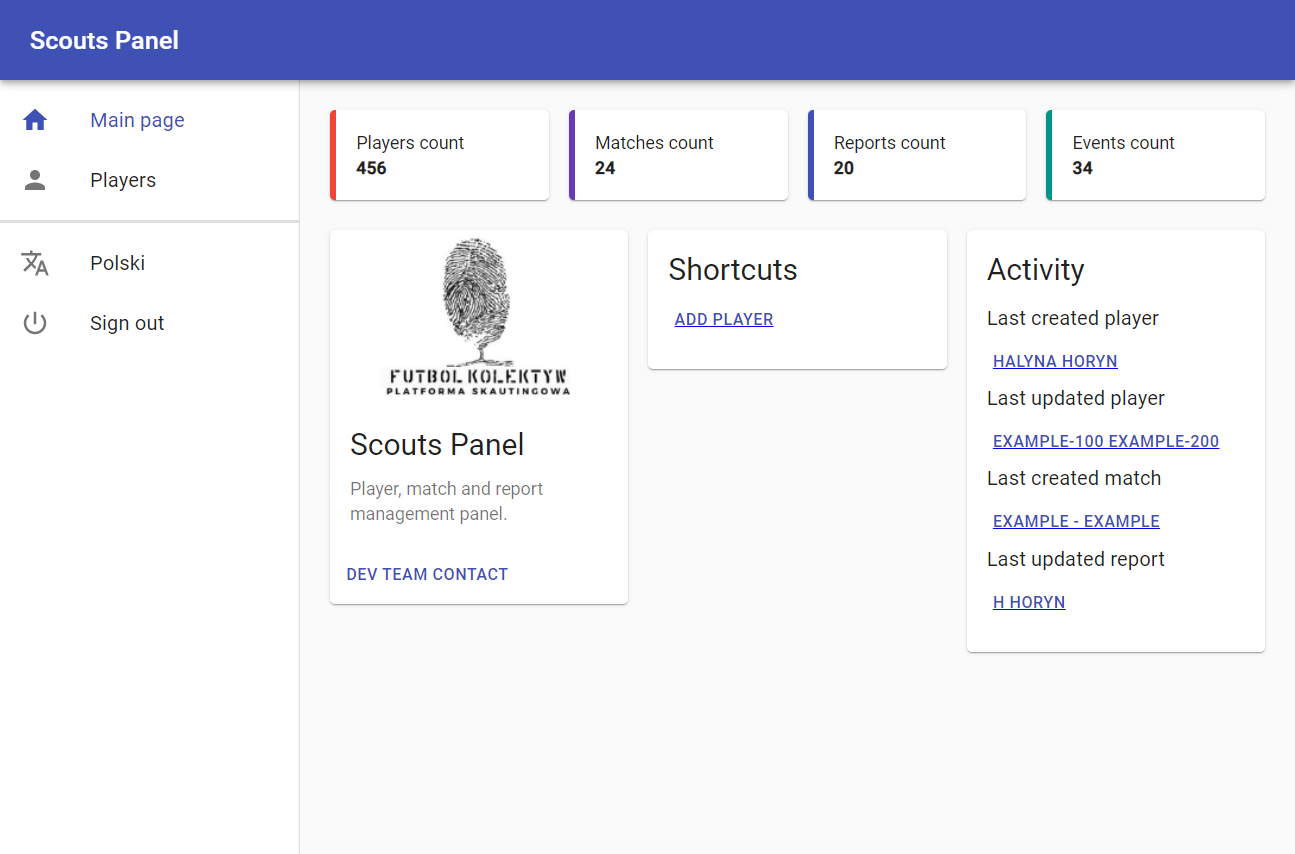 Scouts Panel
Main page
Players
Polski
Sign out
Players count
456
Matches count
24
Reports count
20
Events count
34
FUTBOL KOLEKTYW
PLATFORMA SKAUTINGOWA
Scouts Panel
Player, match and report
management panel.
DEV TEAM CONTACT
Shortcuts
ADD PLAYER
Activity
Last created player
HALYNA HORYN
Last updated player
EXAMPLE-100 EXAMPLE-200
Last created match
EXAMPLE - EXAMPLE
Last updated report
H HORYN